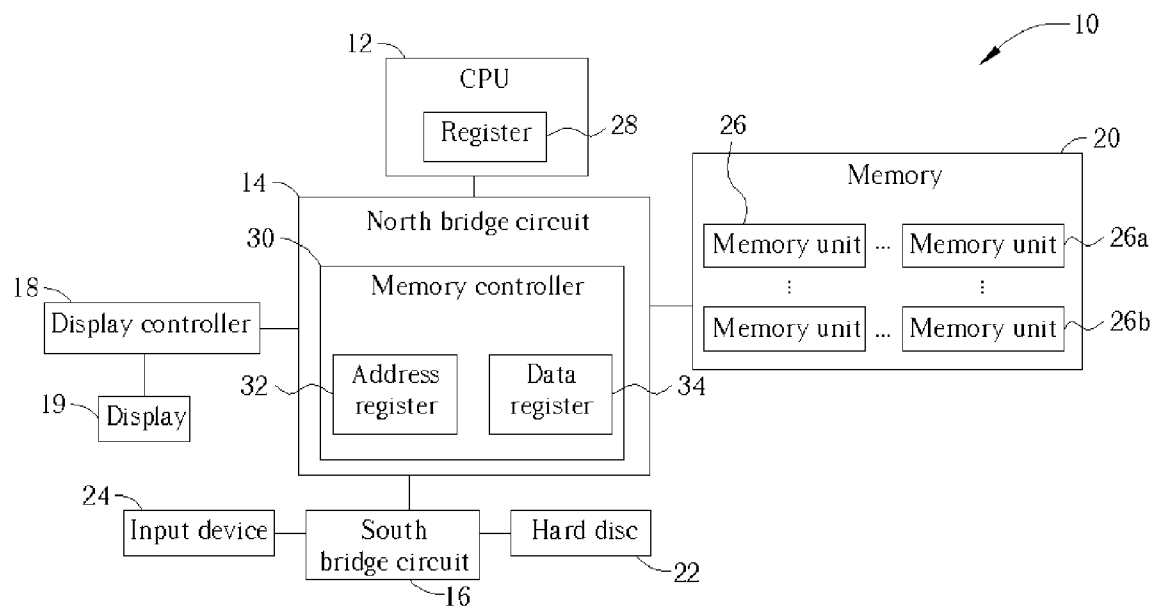 10
12
CPU
Register
28
26
20
Memory
14
North bridge circuit
Memory unit ... Memory unit
26a
30
Memory controller
⋮ ⋮
18
Display controller
Memory unit ... Memory unit
26b
32
Address
register
Data
register
34
19
Display
24
Input device
South
bridge circuit
Hard disc
16
22